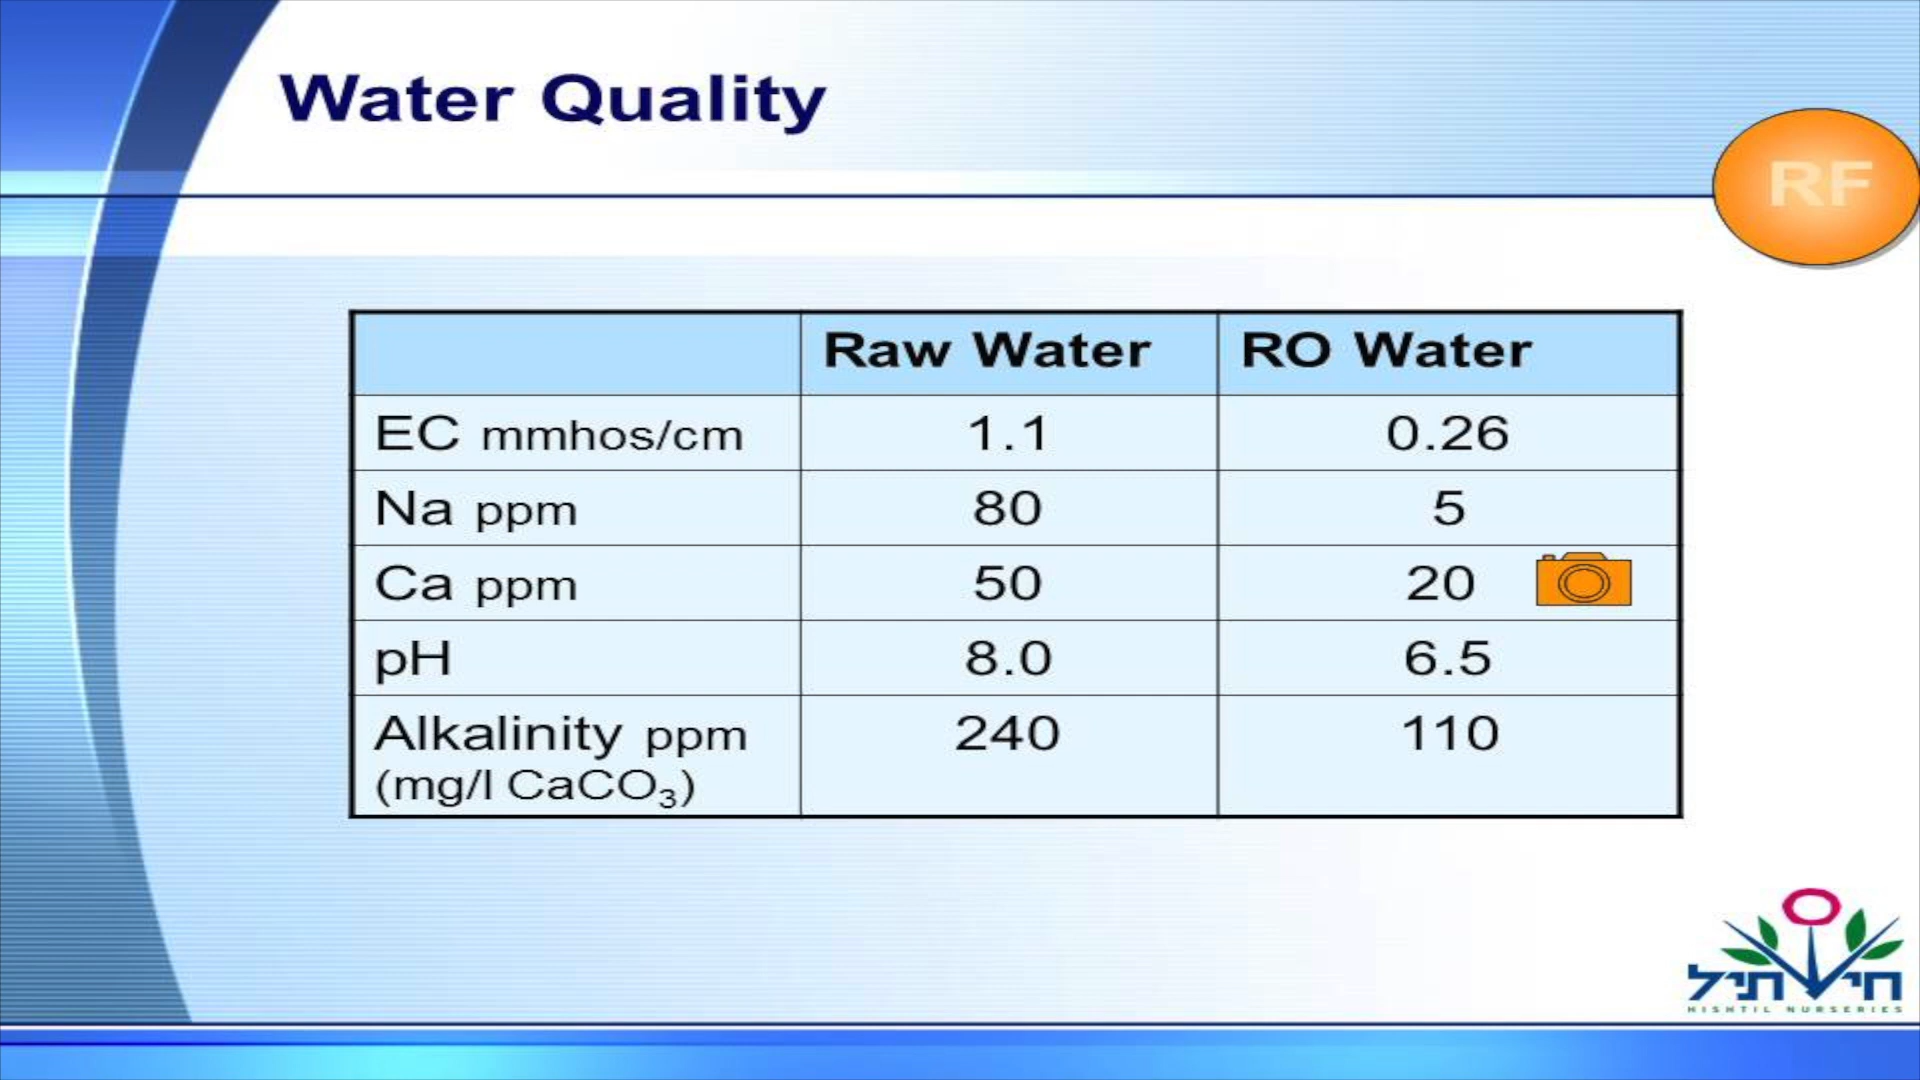 Water Quality
RF
Raw Water RO Water
EC mmhos/cm 1.1 0.26
Na ppm 80 5
Ca ppm 50 20
pH 8.0 6.5
Alkalinity ppm 240 110
(mg/l CaCO₃)
חישתיל
HISHTIL NURSERIES